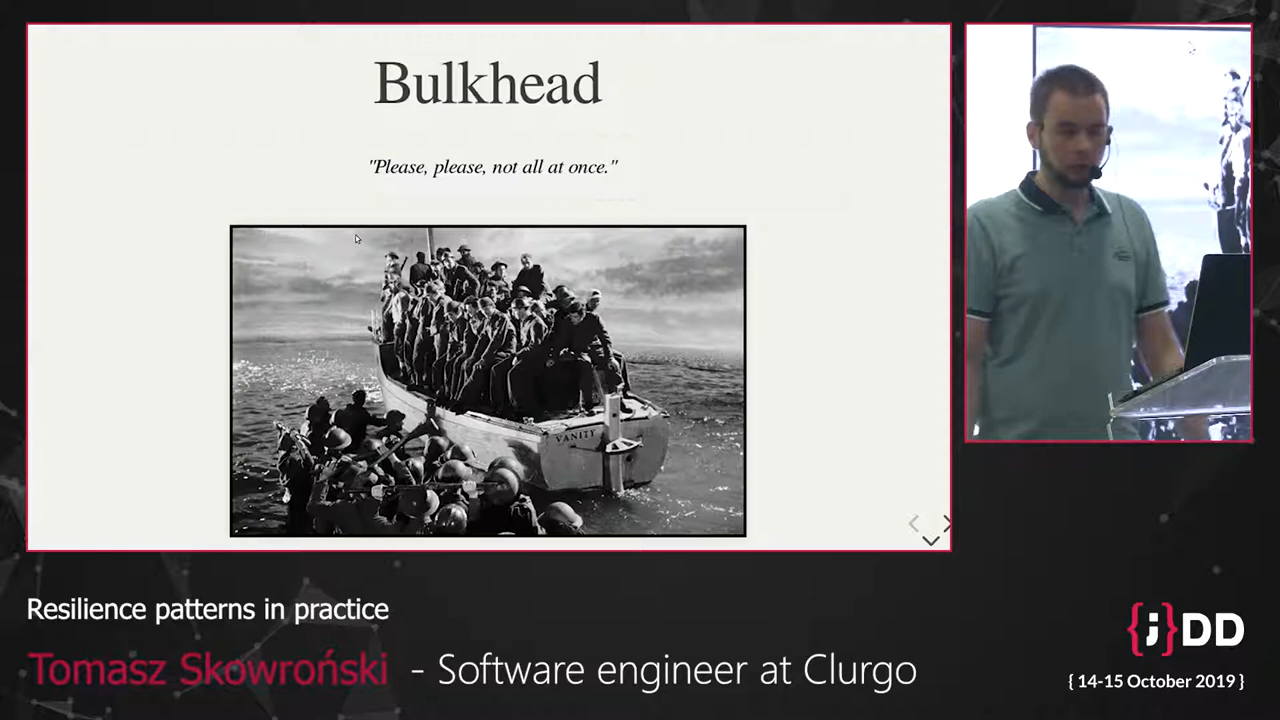 Bulkhead
"Please, please, not all at once."
VANITY
Resilience patterns in practice
Tomasz Skowroński - Software engineer at Clurgo
{;}DD
{ 14-15 October 2019 }